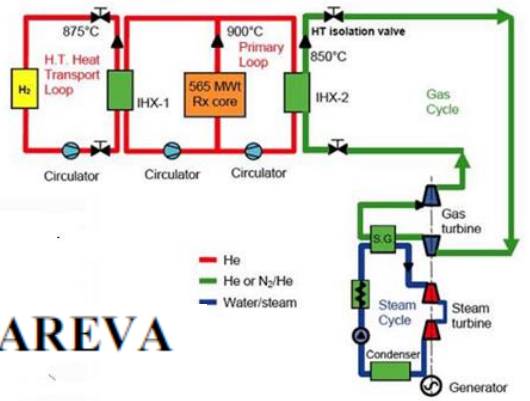 875°C
900°C
HT isolation valve
H.T. Heat
Transport
Loop
Primary
Loop
850°C
H₂
IHX-1
565 MWt
Rx core
IHX-2
Gas
Cycle
Circulator
Circulator
Circulator
Gas
turbine
S.G
He
He or N₂/He
Water/steam
Steam
Cycle
Steam
turbine
AREVA
Condenser
Generator